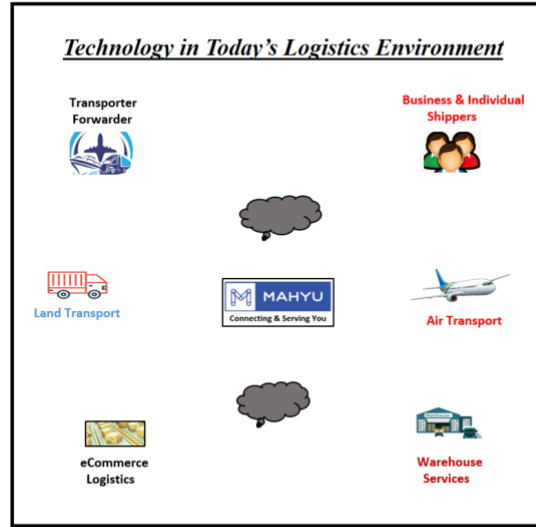 Technology in Today's Logistics Environment
Transporter
Forwarder
Business & Individual
Shippers
Land Transport
MAHYU
Connecting & Serving You
Air Transport
eCommerce
Logistics
Warehouse
Services